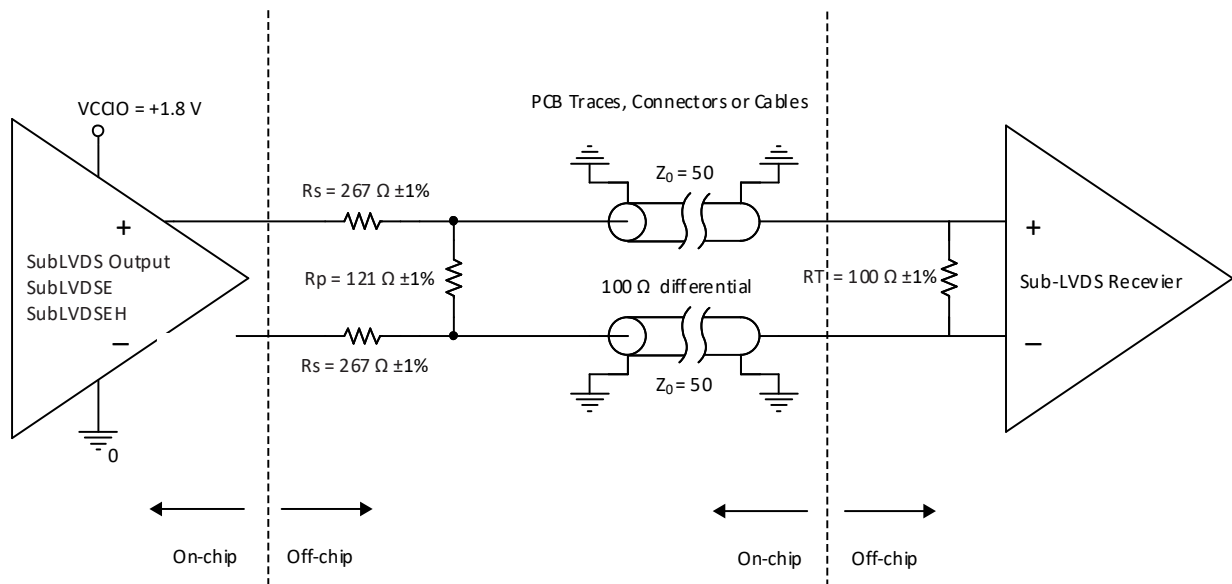 VCCIO = +1.8 V
PCB Traces, Connectors or Cables
Z0 = 50
Rs = 267 Ω ±1%
+
SubLVDS Output
SubLVDSE
SubLVDSEH
−
Rp = 121 Ω ±1%
100 Ω differential
RT = 100 Ω ±1%
+
Sub-LVDS Recevier
−
Rs = 267 Ω ±1%
Z0 = 50
0
On-chip
Off-chip
On-chip
Off-chip